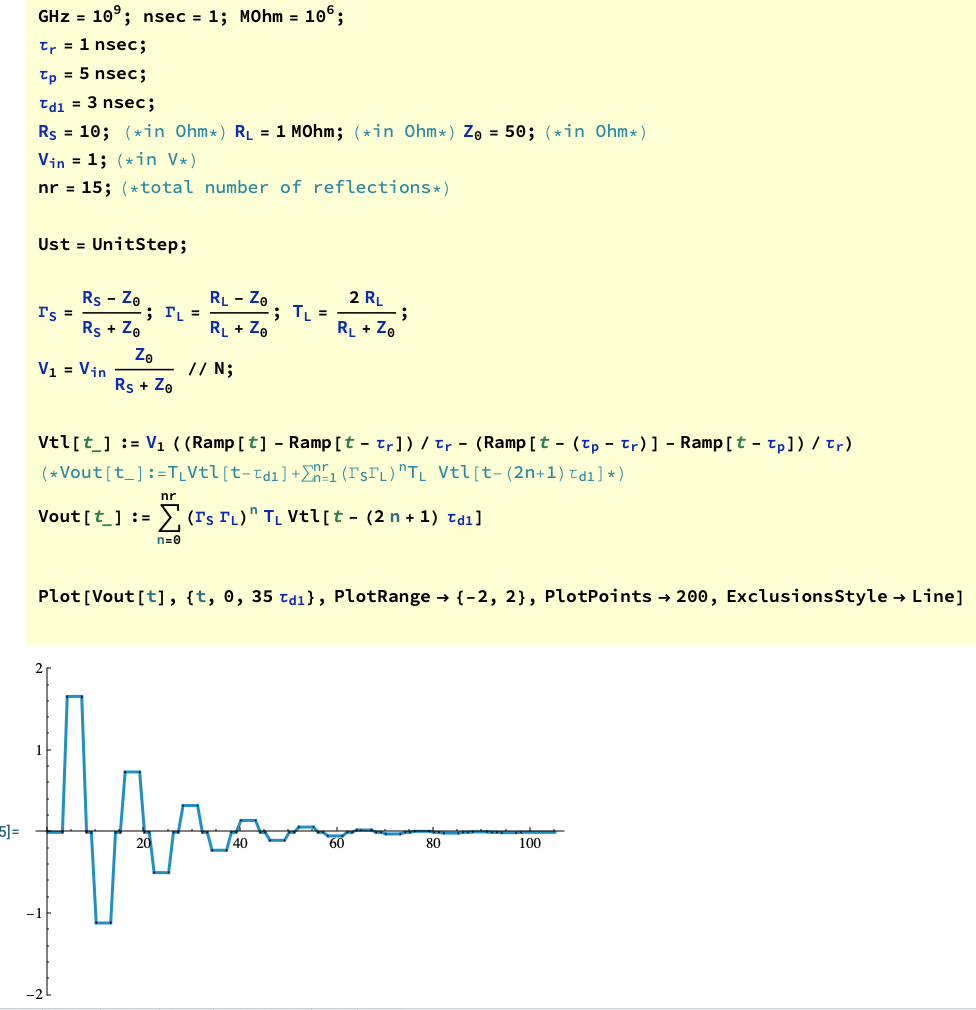 GHz = 10⁹; nsec = 1; MOhm = 10⁶;
τr = 1 nsec;
τp = 5 nsec;
τd1 = 3 nsec;
RS = 10; (*in Ohm*) RL = 1 MOhm; (*in Ohm*) Z0 = 50; (*in Ohm*)
Vin = 1; (*in V*)
nr = 15; (*total number of reflections*)
Ust = UnitStep;
ΓS = (RS - Z0)/(RS + Z0); ΓL = (RL - Z0)/(RL + Z0); TL = (2 RL)/(RL + Z0);
V1 = Vin Z0/(RS + Z0) // N;
Vtl[t_] := V1 ((Ramp[t] - Ramp[t - τr]) / τr - (Ramp[t - (τp - τr)] - Ramp[t - τp]) / τr)
(*Vout[t_]:=TLVtl[t-τd1]+∑n=1^nr(ΓSΓL)^nTL Vtl[t-(2n+1)τd1]*)
Vout[t_] := ∑n=0^nr (ΓS ΓL)^n TL Vtl[t - (2 n + 1) τd1]
Plot[Vout[t], {t, 0, 35 τd1}, PlotRange → {-2, 2}, PlotPoints → 200, ExclusionsStyle → Line]
2
1
5]=
20 40 60 80 100
-1
-2